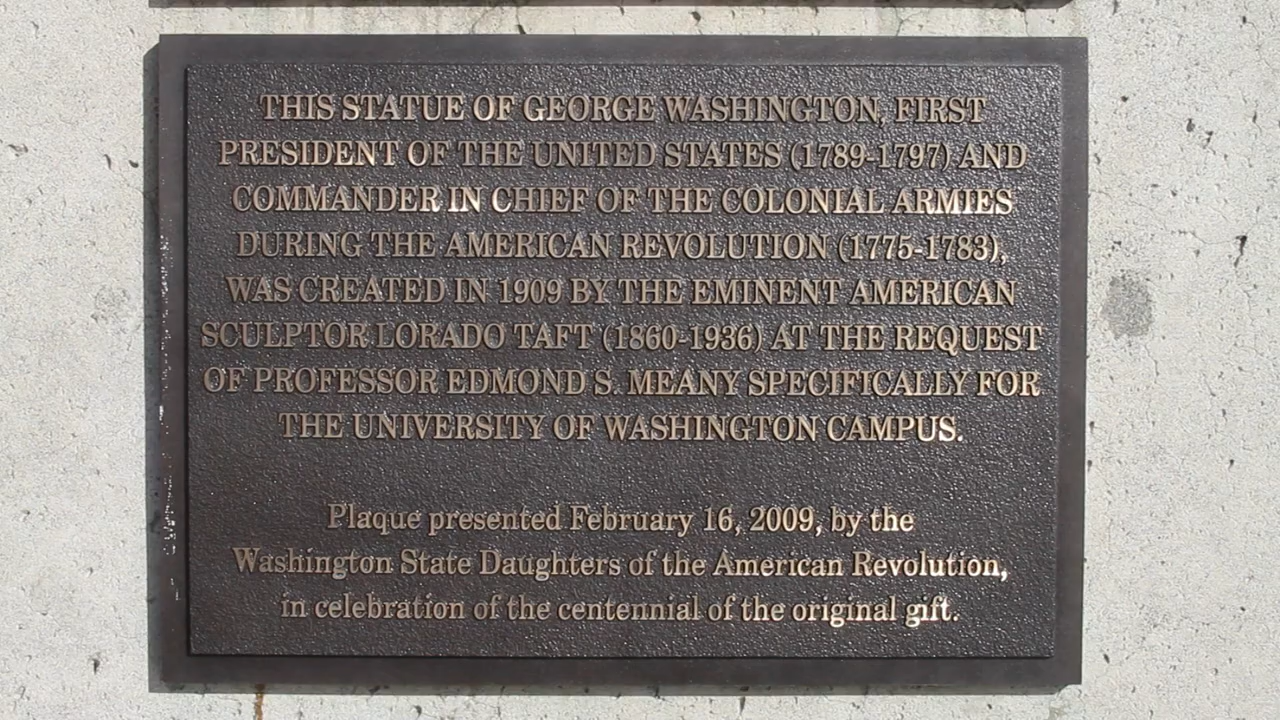 THIS STATUE OF GEORGE WASHINGTON, FIRST
PRESIDENT OF THE UNITED STATES (1789-1797) AND
COMMANDER IN CHIEF OF THE COLONIAL ARMIES
DURING THE AMERICAN REVOLUTION (1775-1783),
WAS CREATED IN 1909 BY THE EMINENT AMERICAN
SCULPTOR LORADO TAFT (1860-1936) AT THE REQUEST
OF PROFESSOR EDMOND S. MEANY SPECIFICALLY FOR
THE UNIVERSITY OF WASHINGTON CAMPUS.
Plaque presented February 16, 2009, by the
Washington State Daughters of the American Revolution,
in celebration of the centennial of the original gift.